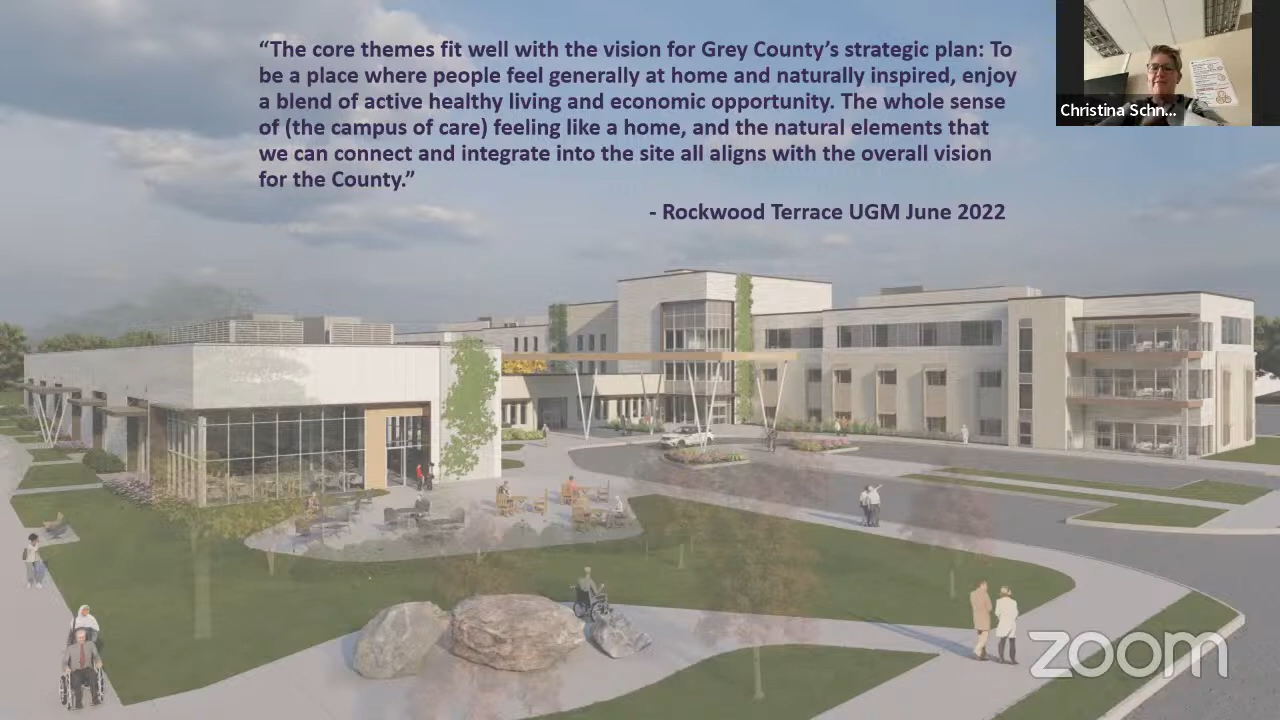 “The core themes fit well with the vision for Grey County’s strategic plan: To
be a place where people feel generally at home and naturally inspired, enjoy
a blend of active healthy living and economic opportunity. The whole sense
of (the campus of care) feeling like a home, and the natural elements that
we can connect and integrate into the site all aligns with the overall vision
for the County.”
- Rockwood Terrace UGM June 2022
Christina Schn...
zoom